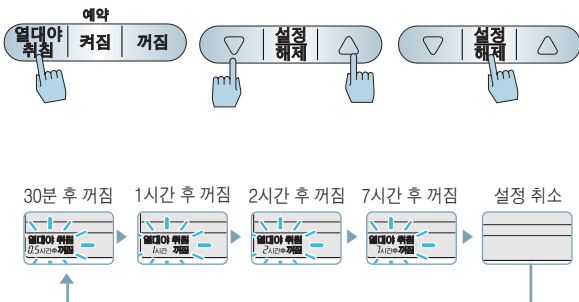 예약
열대야 취침 켜짐 꺼짐
설정 해제
설정 해제
30분 후 꺼짐 1시간 후 꺼짐 2시간 후 꺼짐 7시간 후 꺼짐 설정 취소
열대야 취침 열대야 취침 열대야 취침 열대야 취침
0.5시간후꺼짐 1시간 꺼짐 2시간후꺼짐 7시간후꺼짐